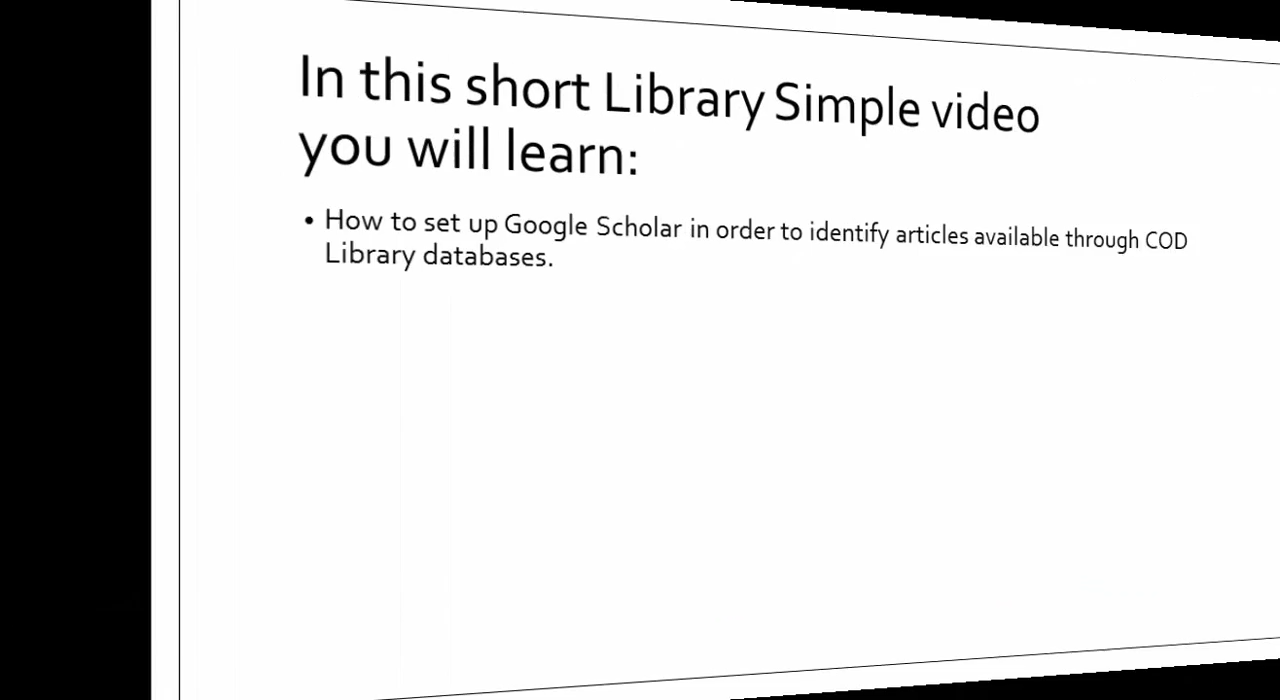 In this short Library Simple video
you will learn:
• How to set up Google Scholar in order to identify articles available through COD
Library databases.